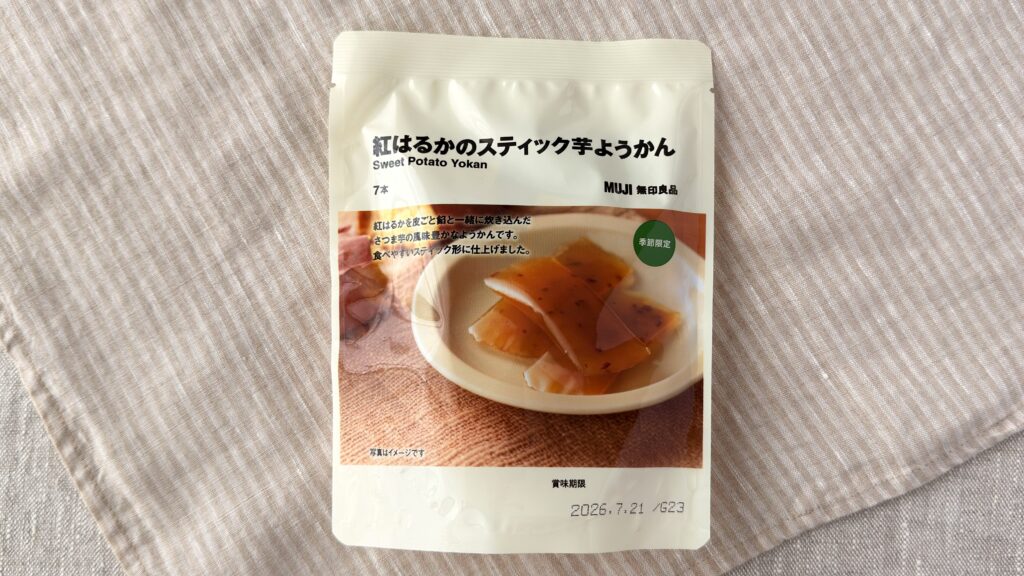 紅はるかのスティック芋ようかん
Sweet Potato Yokan
7本
MUJI 無印良品
紅はるかを皮ごと餡と一緒に炊き込んだ
さつま芋の風味豊かなようかんです。
食べやすいスティック形に仕上げました。
季節限定
写真はイメージです
賞味期限
2026.7.21 /G23